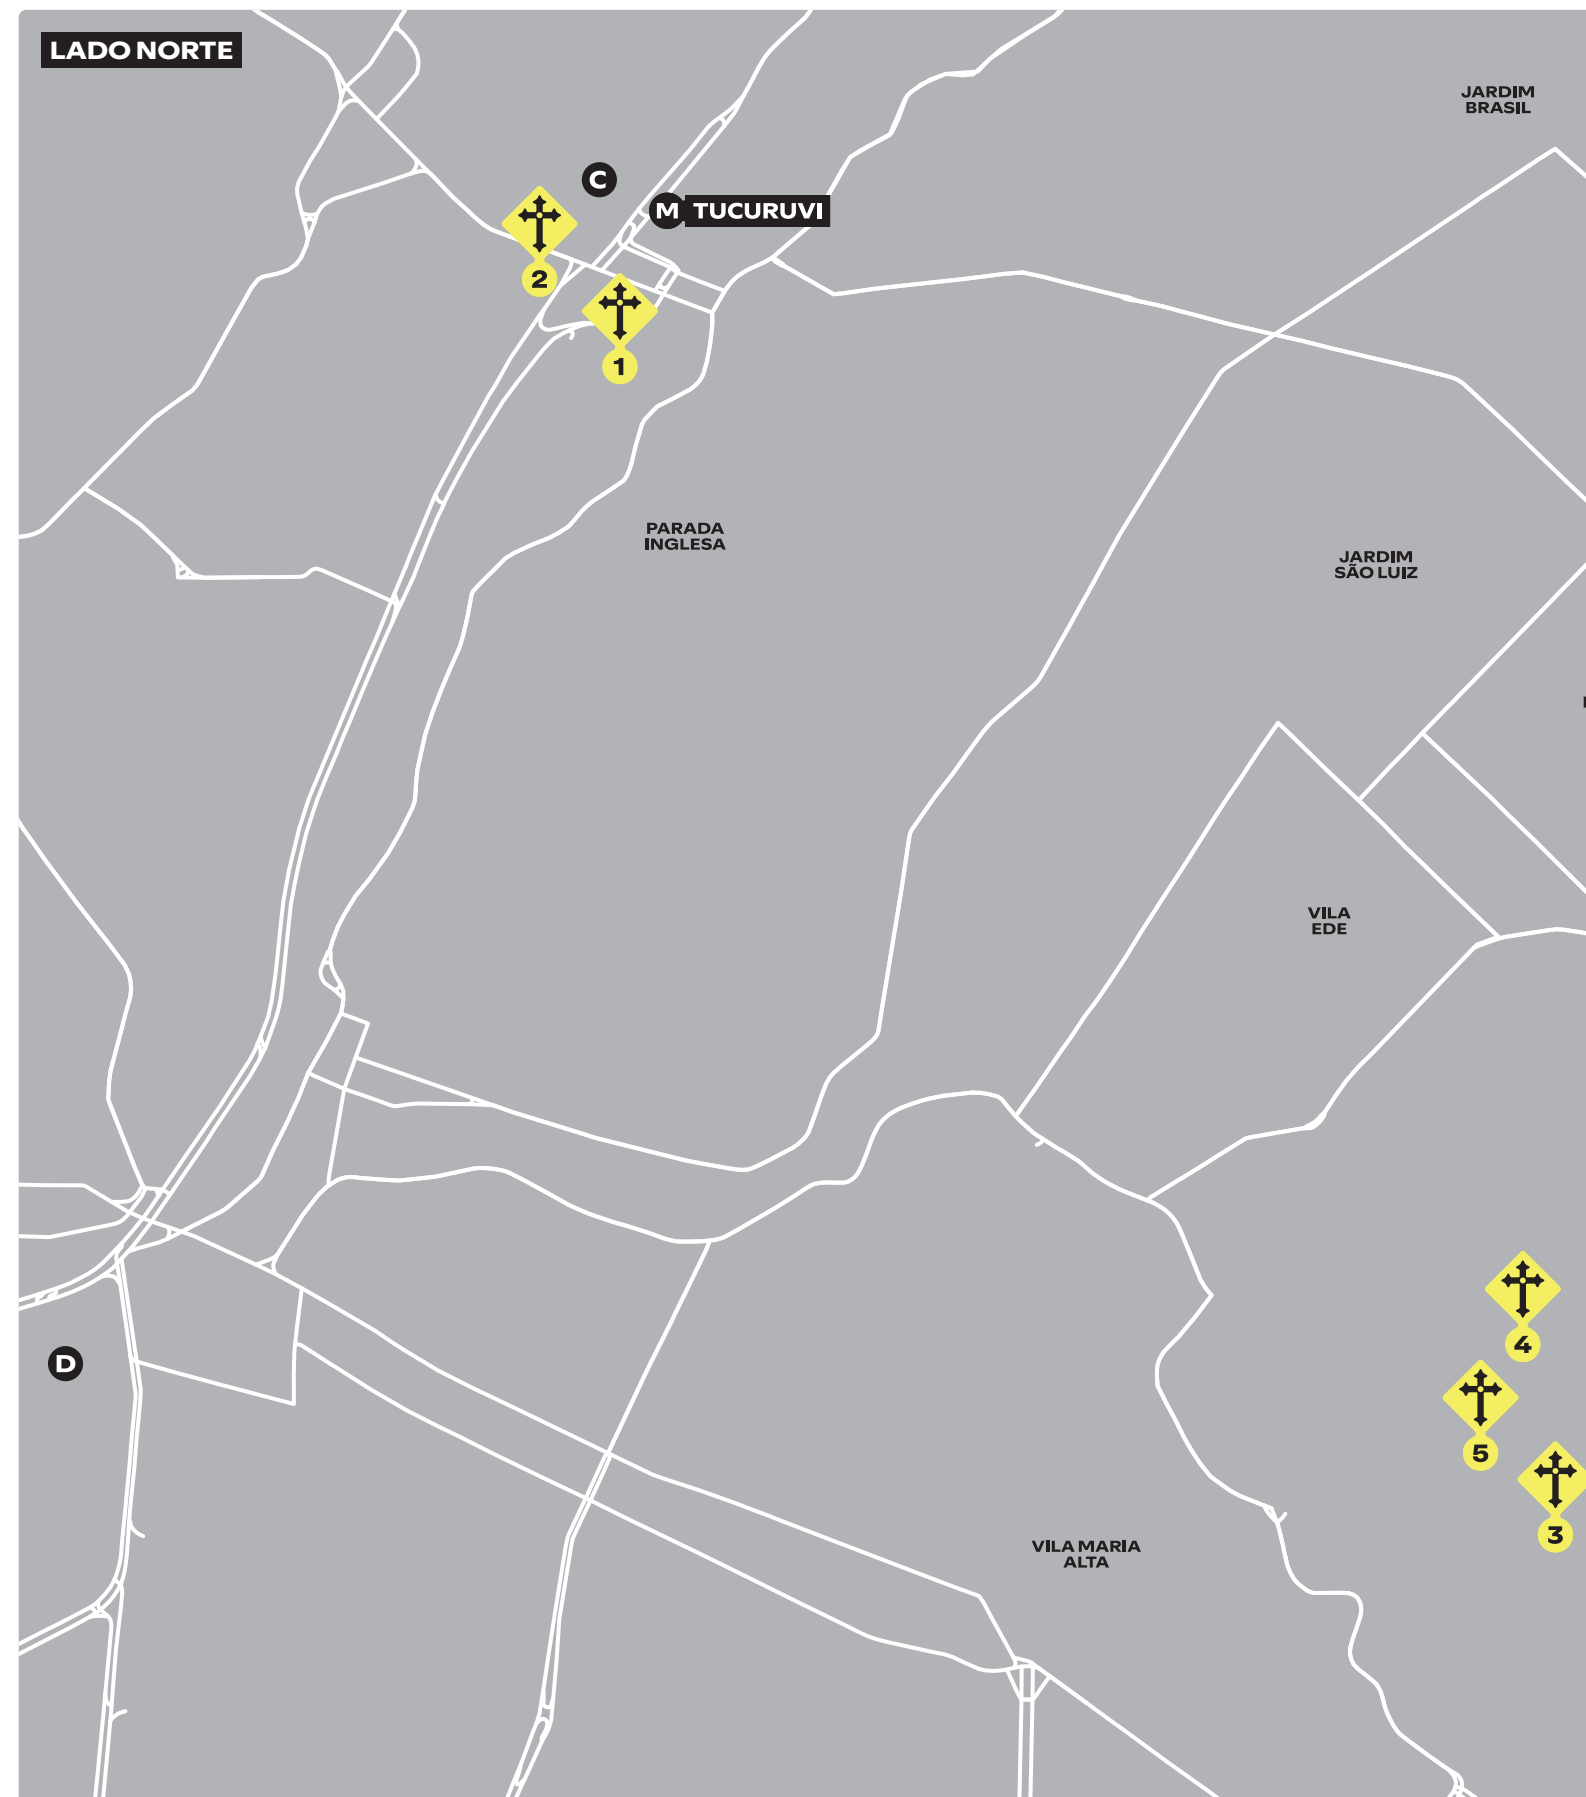 LADO NORTE
JARDIM
BRASIL
C
M TUCURUVI
2
1
PARADA
INGLESA
JARDIM
SÃO LUIZ
VILA
EDE
4
D
5
3
VILA MARIA
ALTA